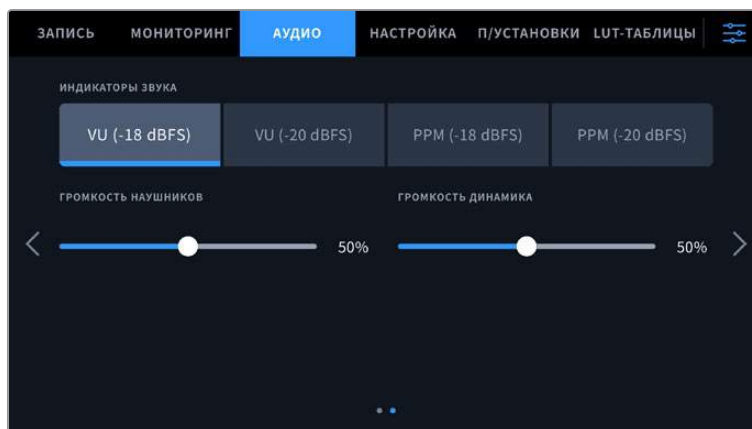 ЗАПИСЬ МОНИТОРИНГ АУДИО НАСТРОЙКА П/УСТАНОВКИ LUT-ТАБЛИЦЫ
ИНДИКАТОРЫ ЗВУКА
VU (-18 dBFS) VU (-20 dBFS) PPM (-18 dBFS) PPM (-20 dBFS)
ГРОМКОСТЬ НАУШНИКОВ ГРОМКОСТЬ ДИНАМИКА
50% 50%